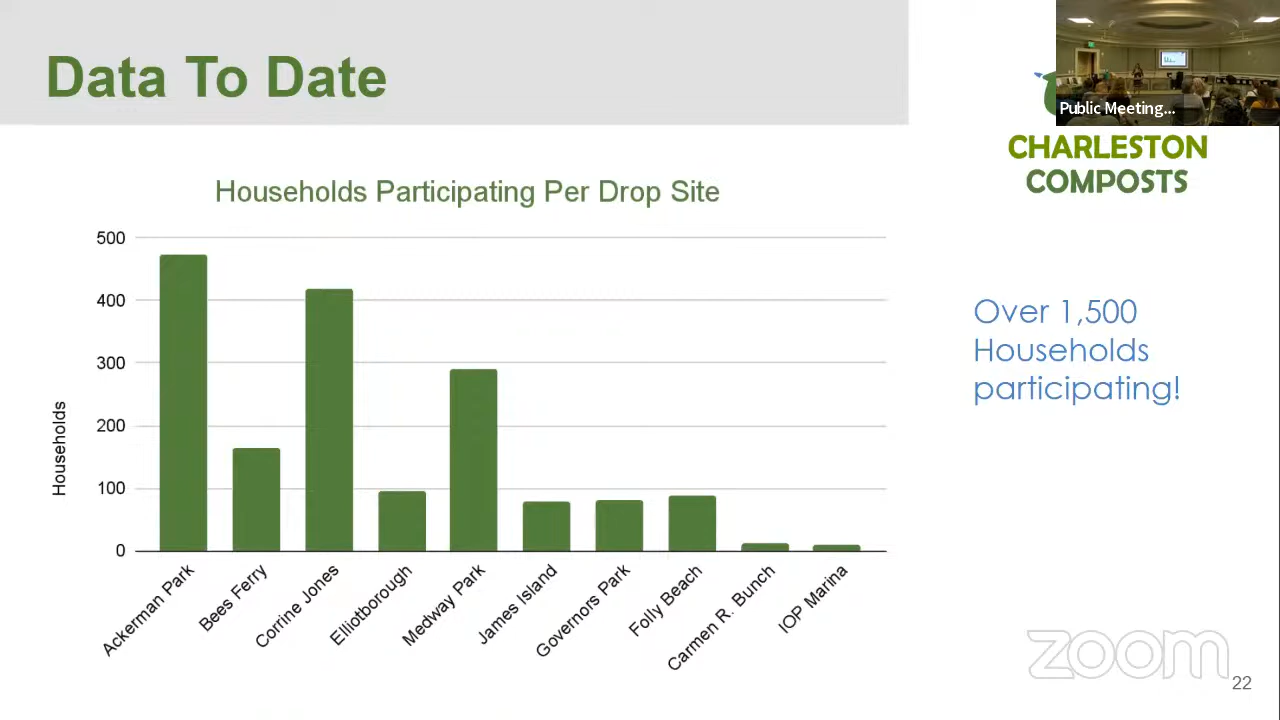 Data To Date
Public Meeting...
CHARLESTON
COMPOSTS
Households Participating Per Drop Site
500
400
300
200
100
0
Households
Ackerman Park
Bees Ferry
Corrine Jones
Elliotborough
Medway Park
James Island
Governors Park
Folly Beach
Carmen R. Bunch
IOP Marina
Over 1,500
Households
participating!
zoom
22